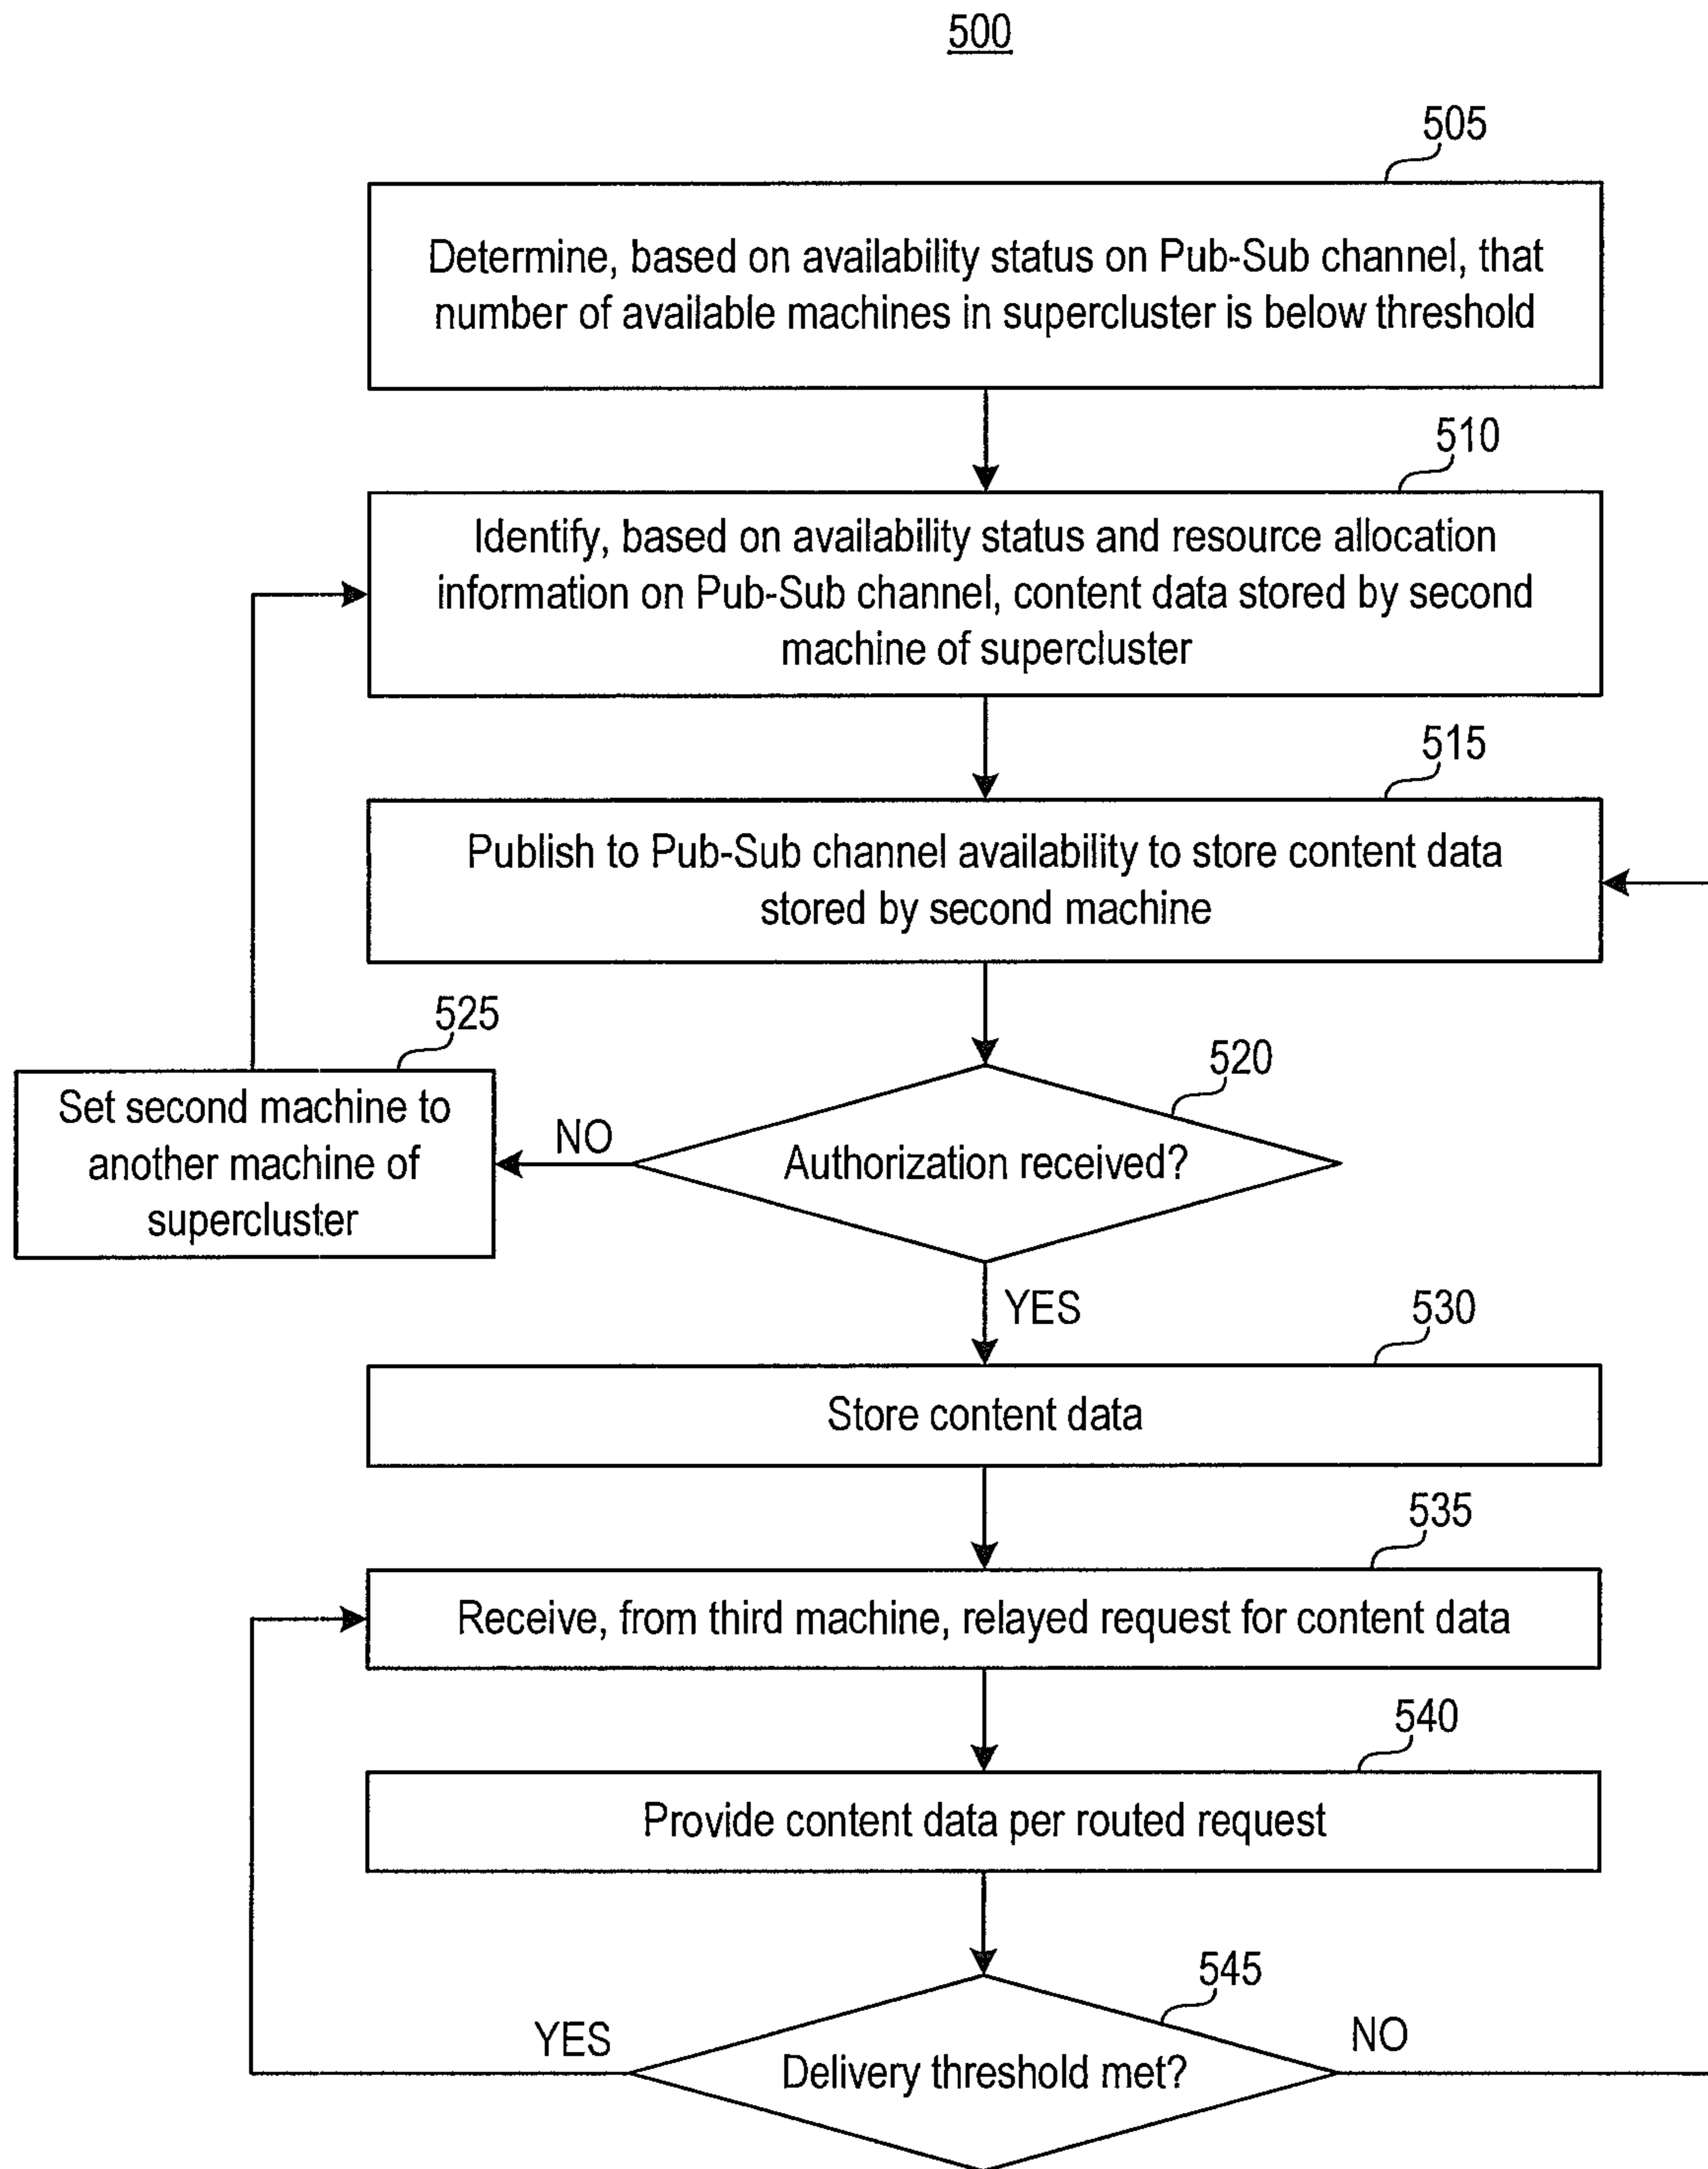 500
505
Determine, based on availability status on Pub-Sub channel, that
number of available machines in supercluster is below threshold
510
Identify, based on availability status and resource allocation
information on Pub-Sub channel, content data stored by second
machine of supercluster
515
Publish to Pub-Sub channel availability to store content data
stored by second machine
525
Set second machine to
another machine of
supercluster
520
NO
Authorization received?
YES
530
Store content data
535
Receive, from third machine, relayed request for content data
540
Provide content data per routed request
545
YES
NO
Delivery threshold met?